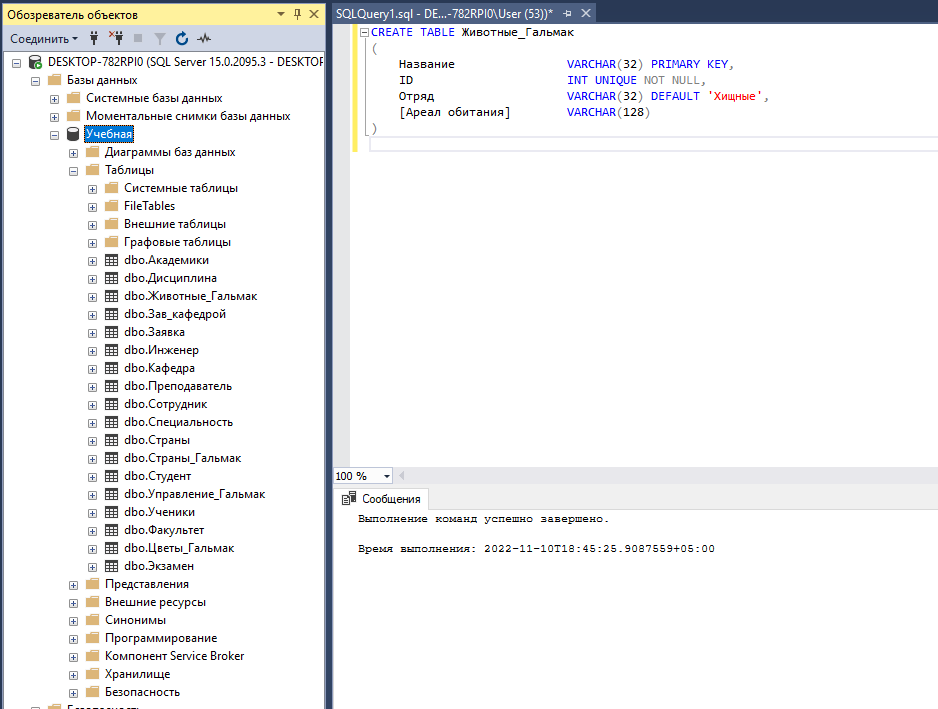 Обозреватель объектов
Соединить
DESKTOP-782RPI0 (SQL Server 15.0.2095.3 - DESKTOP
Базы данных
Системные базы данных
Моментальные снимки базы данных
Учебная
Диаграммы баз данных
Таблицы
Системные таблицы
FileTables
Внешние таблицы
Графовые таблицы
dbo.Академики
dbo.Дисциплина
dbo.Животные_Гальмак
dbo.Зав_кафедрой
dbo.Заявка
dbo.Инженер
dbo.Кафедра
dbo.Преподаватель
dbo.Сотрудник
dbo.Специальность
dbo.Страны
dbo.Страны_Гальмак
dbo.Студент
dbo.Управление_Гальмак
dbo.Ученики
dbo.Факультет
dbo.Цветы_Гальмак
dbo.Экзамен
Представления
Внешние ресурсы
Синонимы
Программирование
Компонент Service Broker
Хранилище
Безопасность
Безопасность
SQLQuery1.sql - DE...-782RPI0\User (53))*
CREATE TABLE Животные_Гальмак
(
Название VARCHAR(32) PRIMARY KEY,
ID INT UNIQUE NOT NULL,
Отряд VARCHAR(32) DEFAULT 'Хищные',
[Ареал обитания] VARCHAR(128)
)
100 %
Сообщения
Выполнение команд успешно завершено.
Время выполнения: 2022-11-10T18:45:25.9087559+05:00